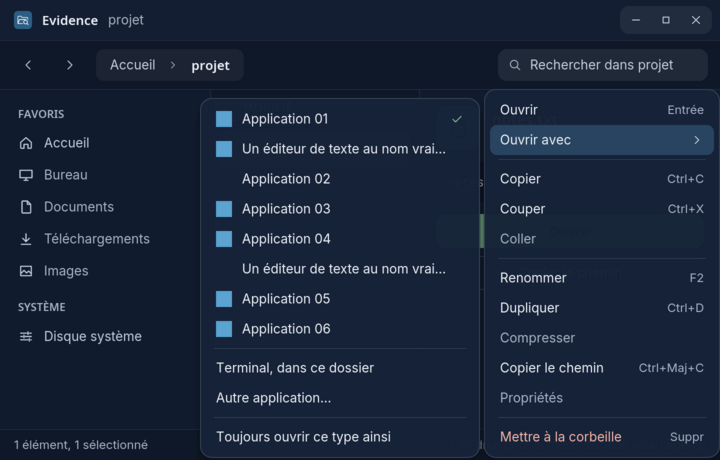 Evidence projet
Accueil projet
Rechercher dans projet
FAVORIS
Accueil
Bureau
Documents
Téléchargements
Images
SYSTÈME
Disque système
1 élément, 1 sélectionné
Application 01
Un éditeur de texte au nom vrai...
Application 02
Application 03
Application 04
Un éditeur de texte au nom vrai...
Application 05
Application 06
Terminal, dans ce dossier
Autre application...
Toujours ouvrir ce type ainsi
Ouvrir Entrée
Ouvrir avec
Copier Ctrl+C
Couper Ctrl+X
Coller
Renommer F2
Dupliquer Ctrl+D
Compresser
Copier le chemin Ctrl+Maj+C
Propriétés
Mettre à la corbeille Suppr